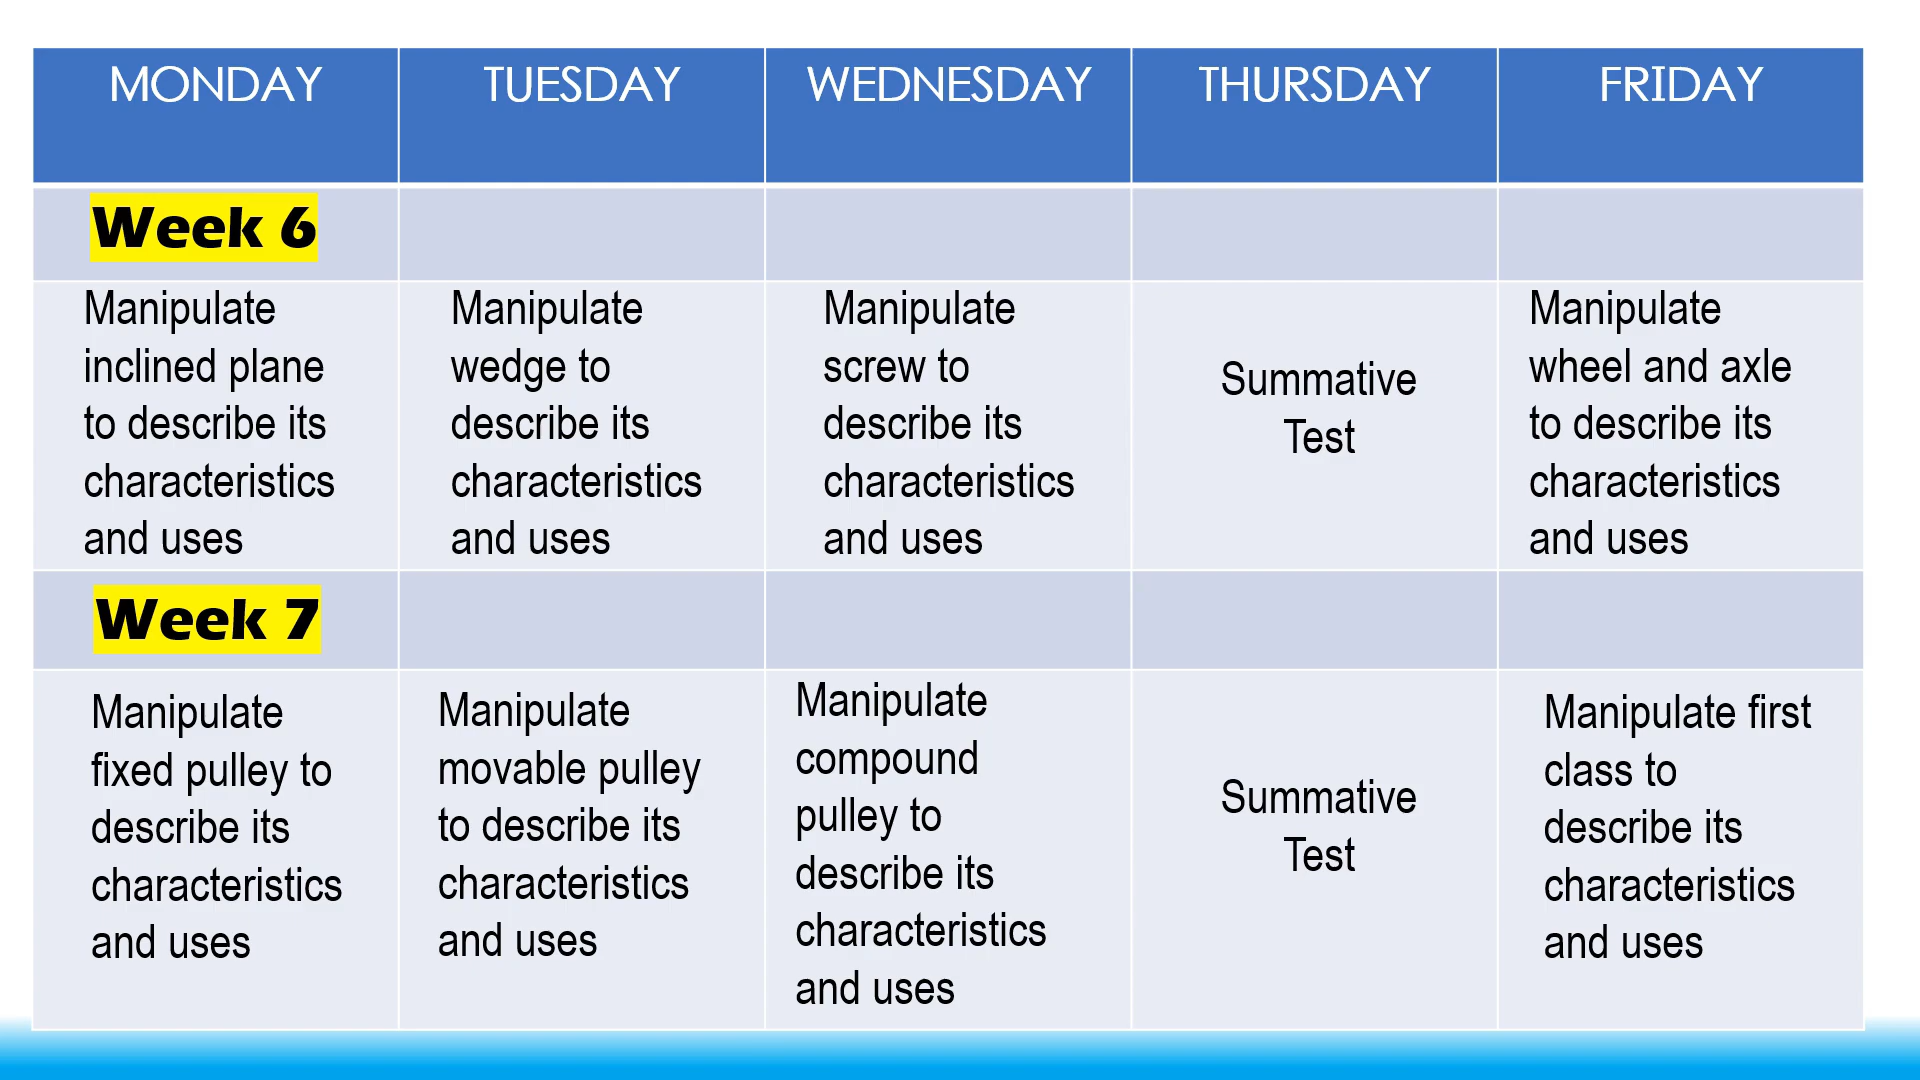 MONDAY
TUESDAY
WEDNESDAY
THURSDAY
FRIDAY
Week 6
Manipulate
inclined plane
to describe its
characteristics
and uses
Manipulate
wedge to
describe its
characteristics
and uses
Manipulate
screw to
describe its
characteristics
and uses
Summative
Test
Manipulate
wheel and axle
to describe its
characteristics
and uses
Week 7
Manipulate
fixed pulley to
describe its
characteristics
and uses
Manipulate
movable pulley
to describe its
characteristics
and uses
Manipulate
compound
pulley to
describe its
characteristics
and uses
Summative
Test
Manipulate first
class to
describe its
characteristics
and uses